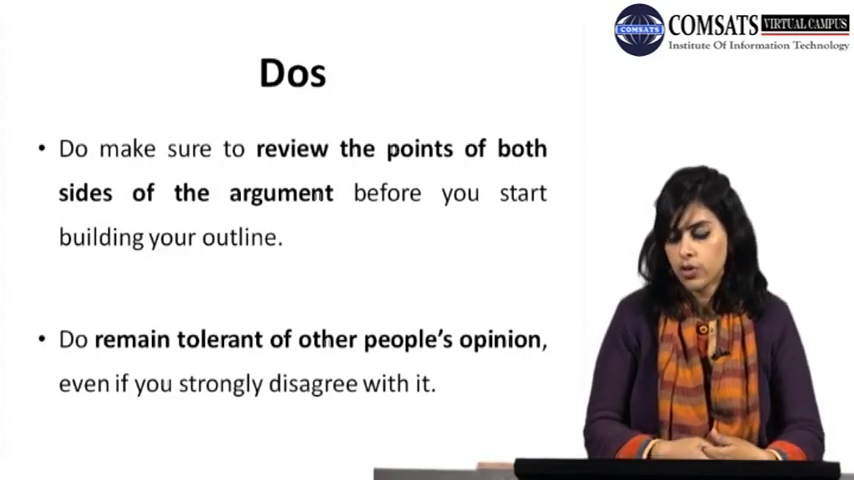 COMSATS VIRTUAL CAMPUS
COMSATS
Institute Of Information Technology
Dos
• Do make sure to review the points of both
sides of the argument before you start
building your outline.
• Do remain tolerant of other people's opinion,
even if you strongly disagree with it.